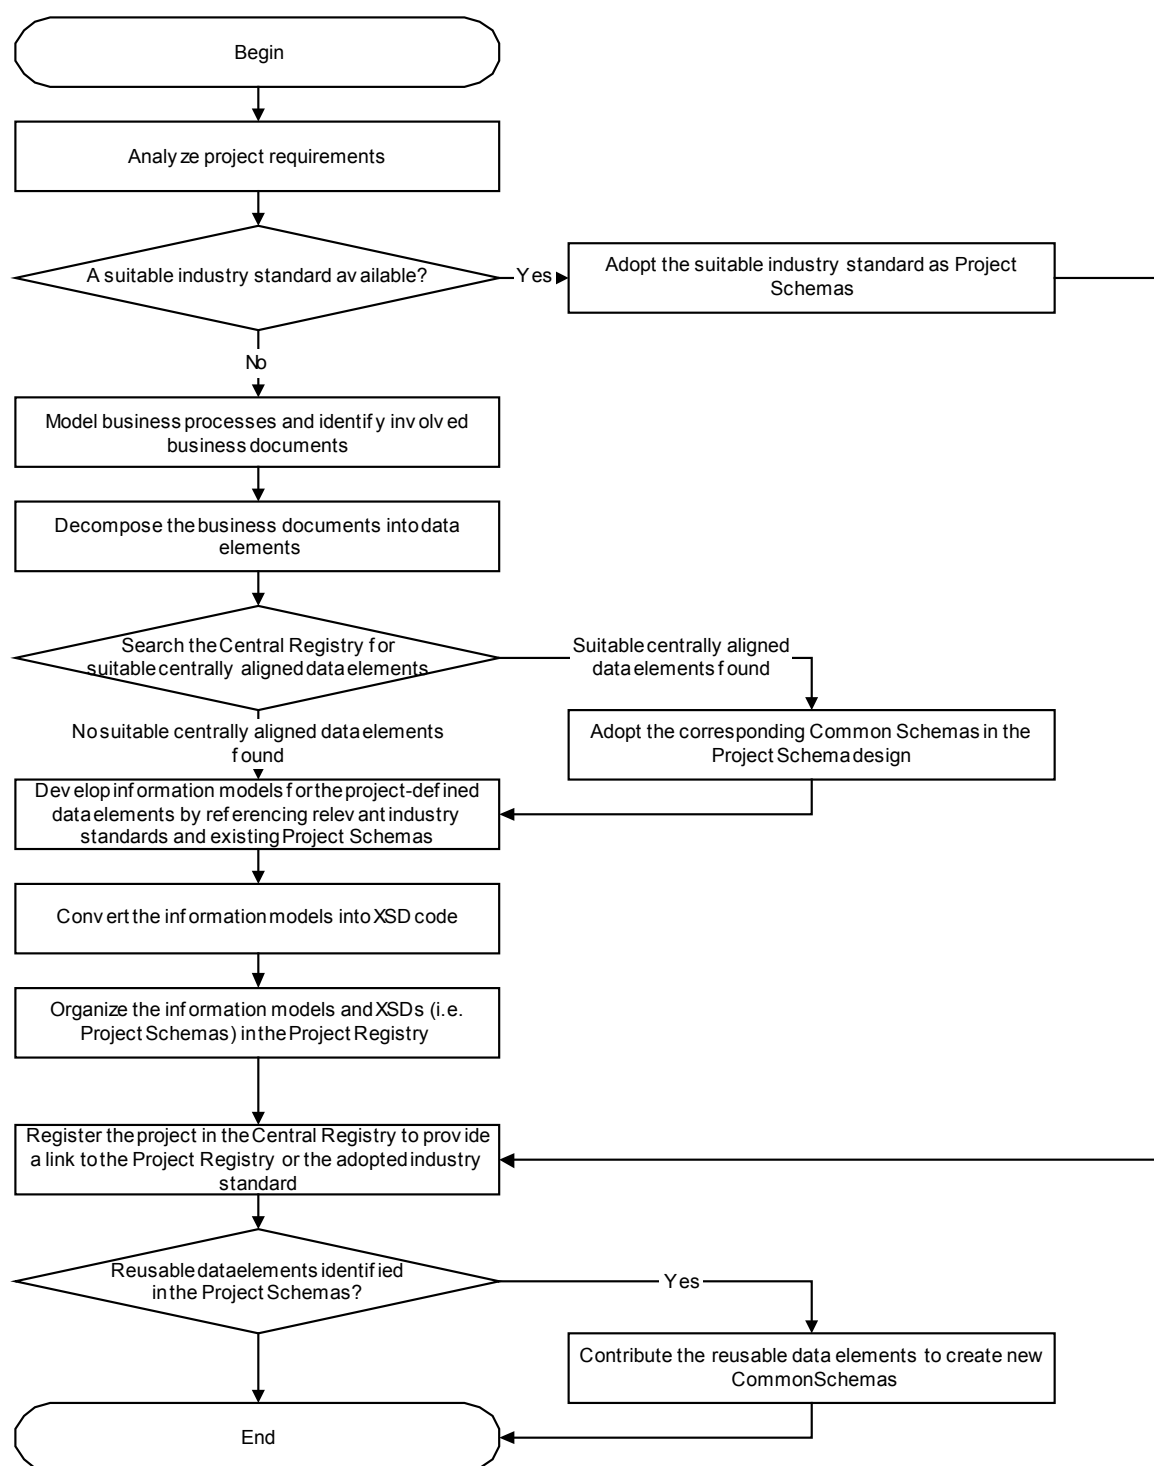 Begin
Analyze project requirements
A suitable industry standard available?
Yes
Adopt the suitable industry standard as Project
Schemas
No
Model business processes and identify involved
business documents
Decompose the business documents into data
elements
Search the Central Registry for
suitable centrally aligned data elements
Suitable centrally aligned
data elements found
No suitable centrally aligned data elements
found
Adopt the corresponding Common Schemas in the
Project Schema design
Develop information models for the project-defined
data elements by referencing relevant industry
standards and existing Project Schemas
Convert the information models into XSD code
Organize the information models and XSDs (i.e.
Project Schemas) in the Project Registry
Register the project in the Central Registry to provide
a link to the Project Registry or the adopted industry
standard
Reusable data elements identified
in the Project Schemas?
Yes
Contribute the reusable data elements to create new
Common Schemas
End